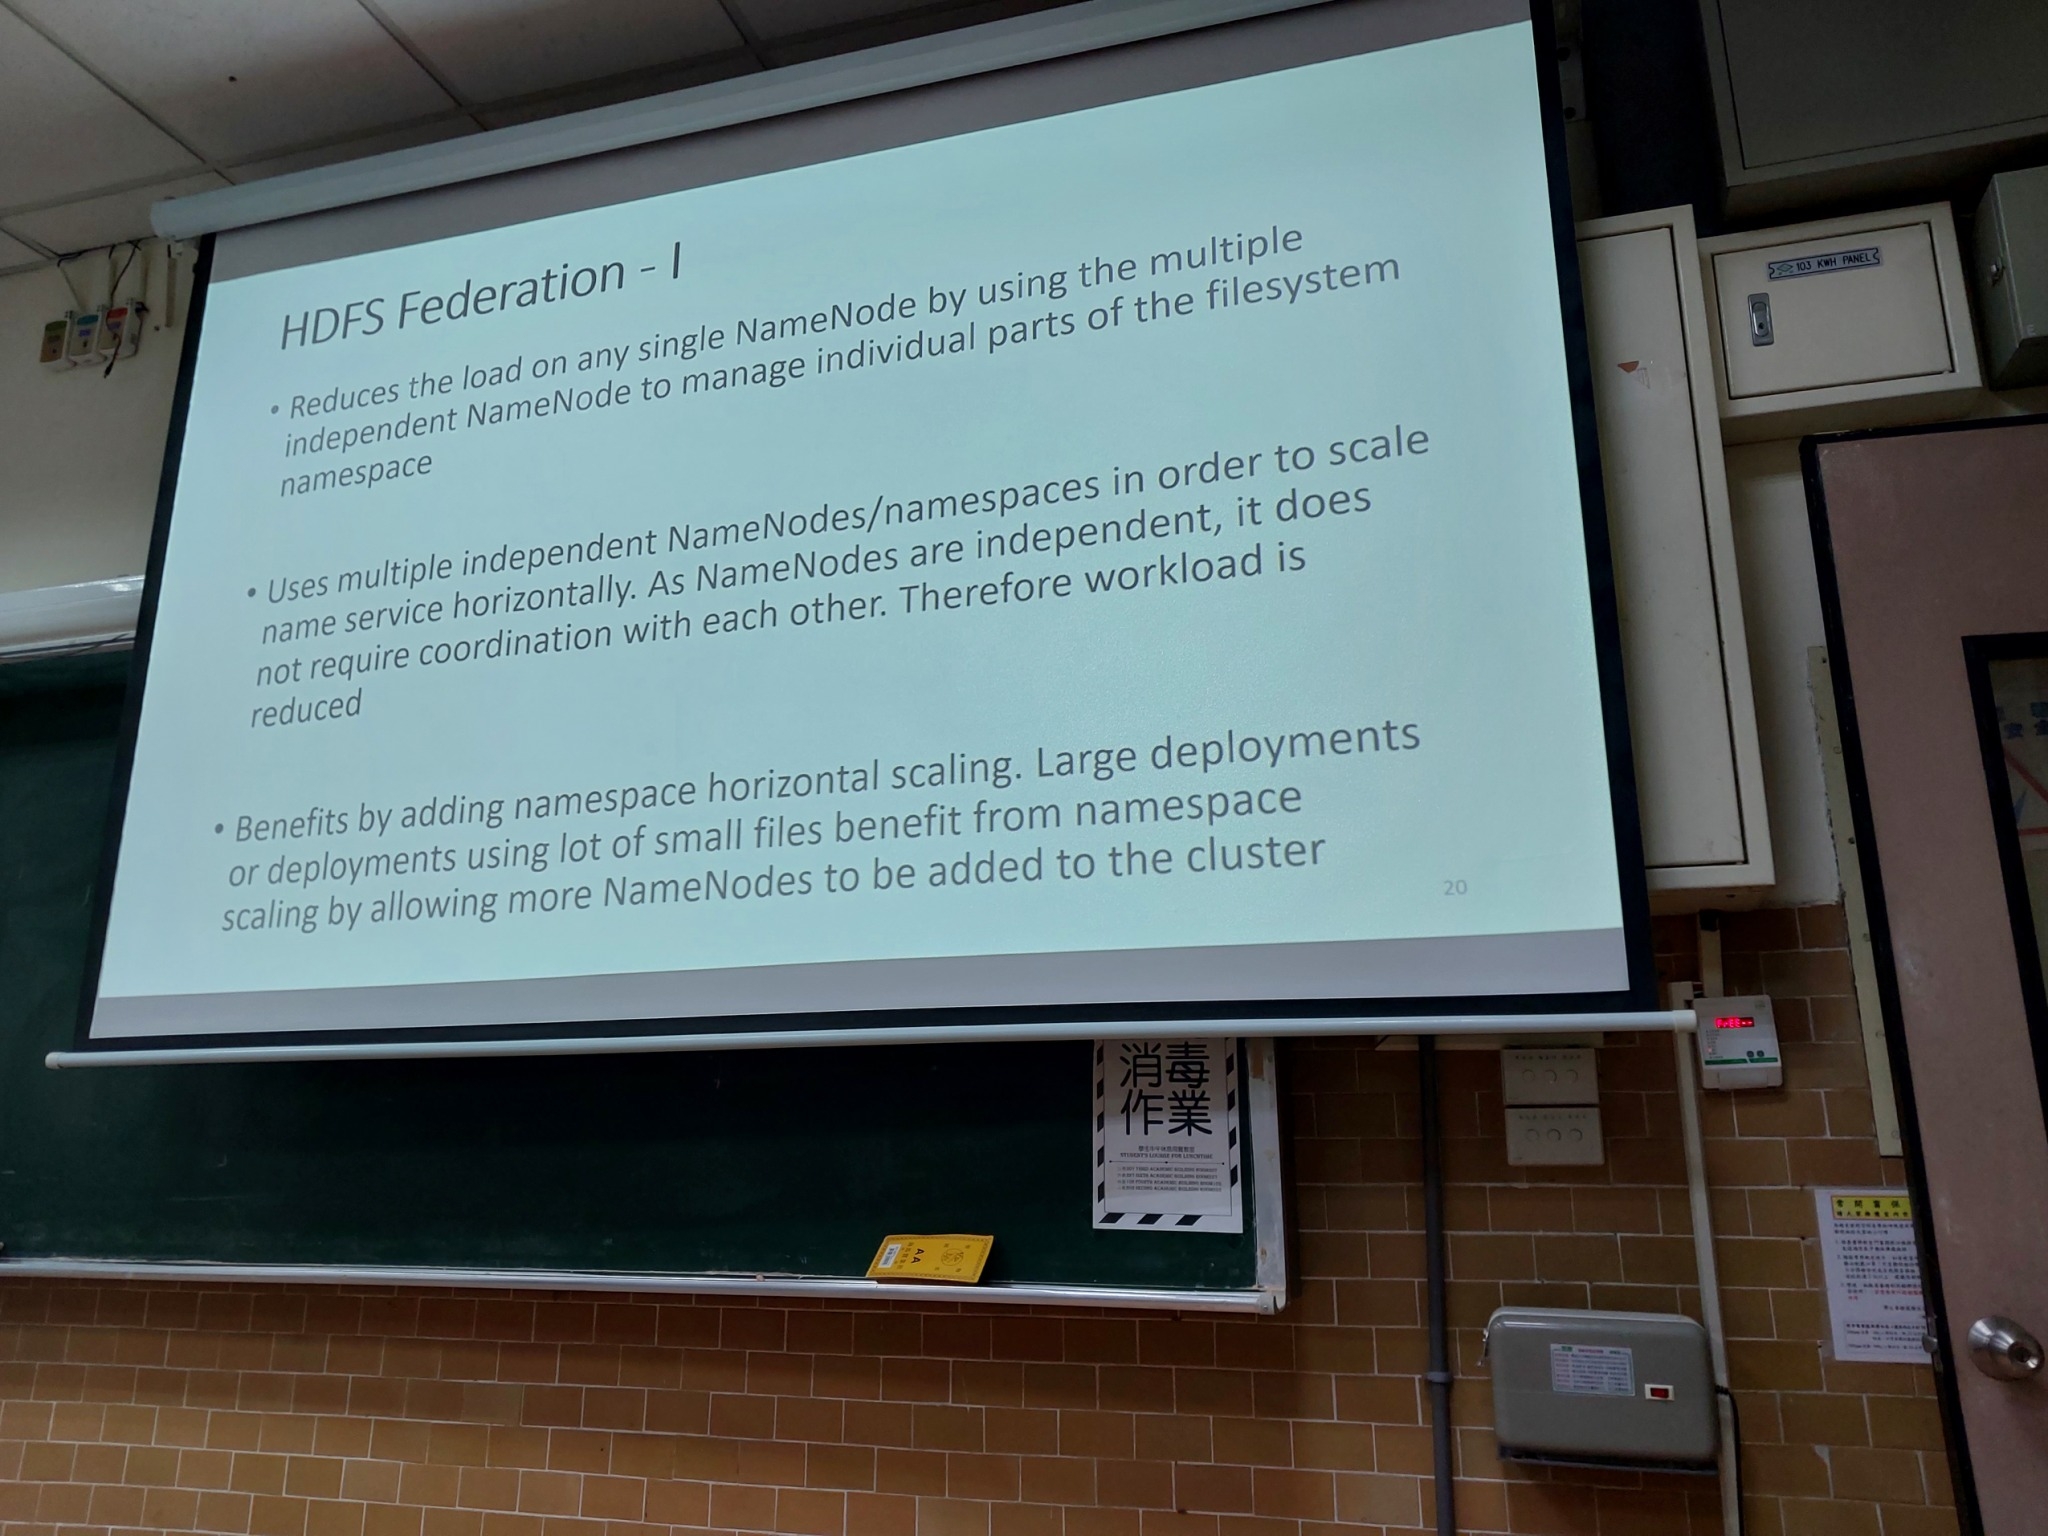 HDFS Federation - I
• Reduces the load on any single NameNode by using the multiple
independent NameNode to manage individual parts of the filesystem
namespace
• Uses multiple independent NameNodes/namespaces in order to scale
name service horizontally. As NameNodes are independent, it does
not require coordination with each other. Therefore workload is
reduced
• Benefits by adding namespace horizontal scaling. Large deployments
or deployments using lot of small files benefit from namespace
scaling by allowing more NameNodes to be added to the cluster
20
103 KWH PANEL
消毒
作業
STUDENT'S LOUNGE FOR LUNCHTIME
AA